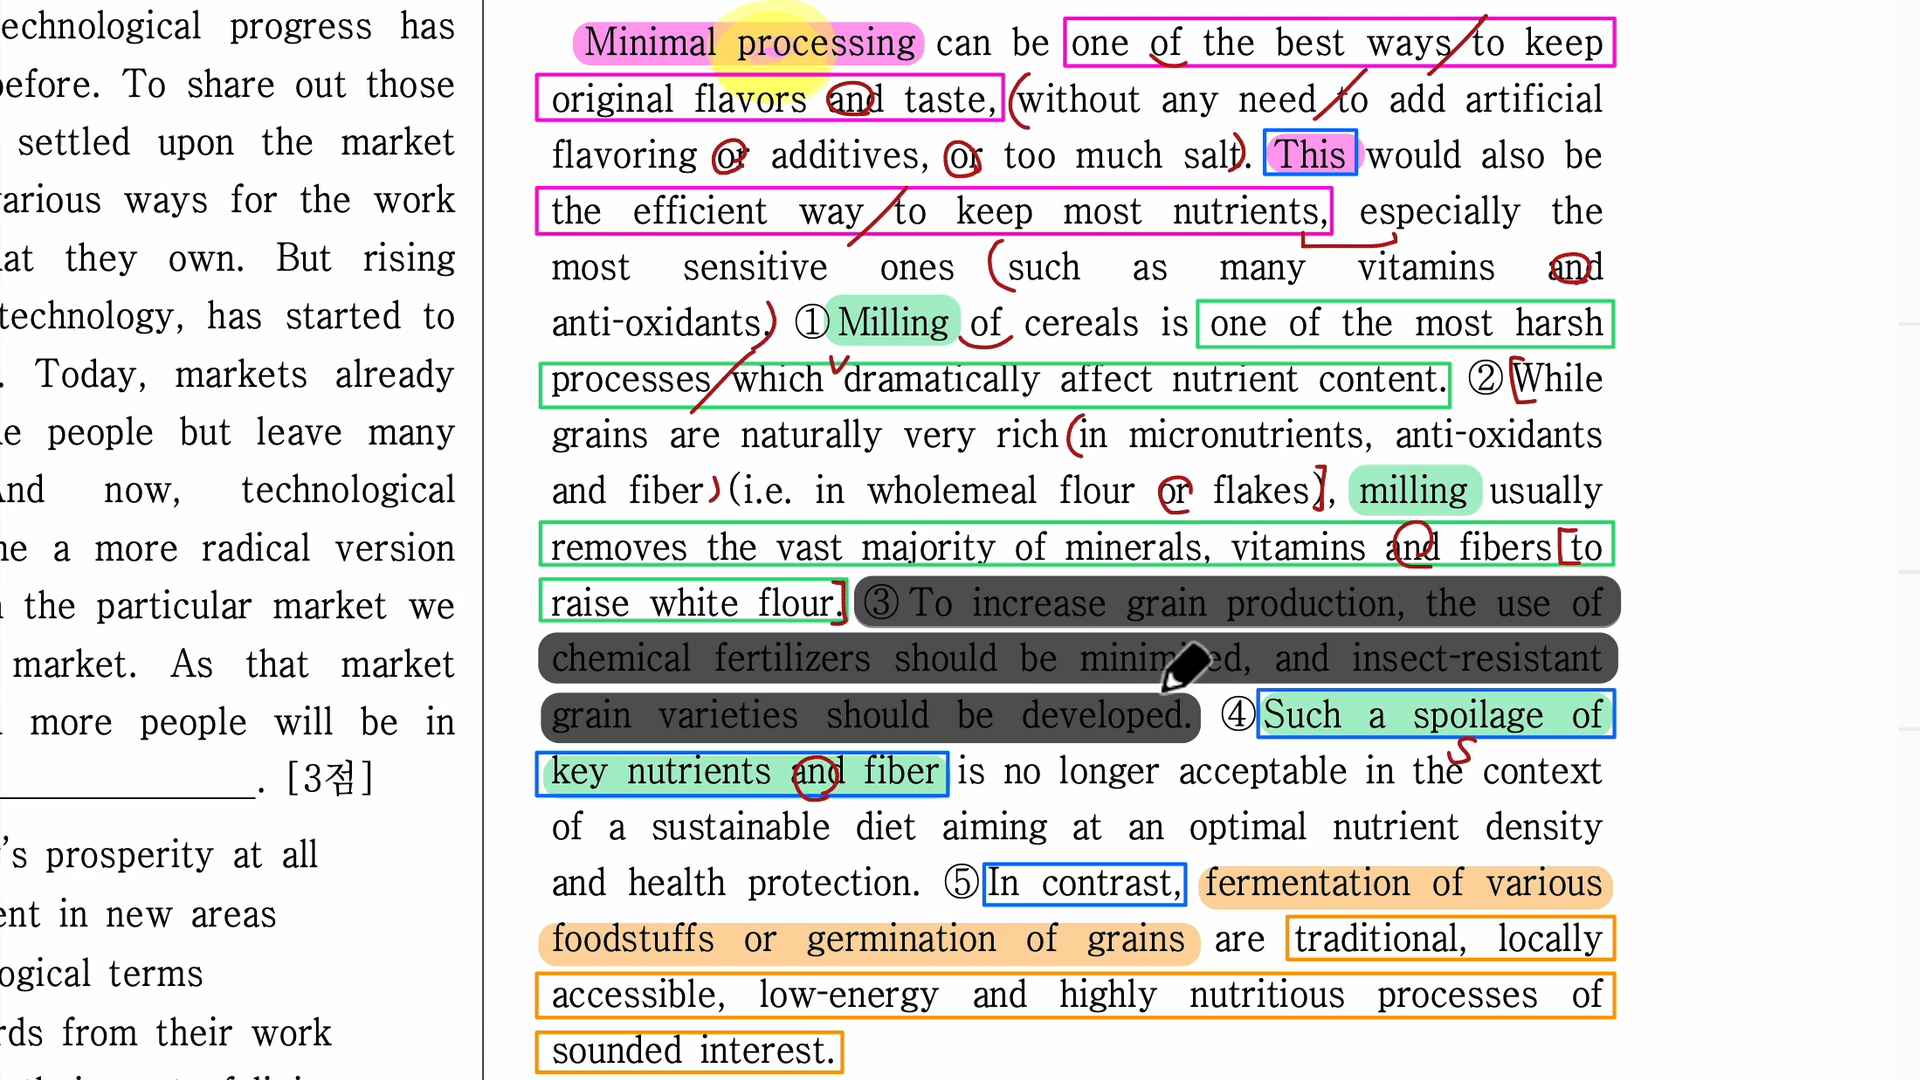 echnological progress has
before. To share out those
settled upon the market
various ways for the work
at they own. But rising
technology, has started to
. Today, markets already
le people but leave many
And now, technological
me a more radical version
the particular market we
market. As that market
more people will be in
. [3점]
's prosperity at all
ent in new areas
ogical terms
rds from their work
Minimal processing can be one of the best ways to keep
original flavors and taste, without any need to add artificial
flavoring or additives, or too much salt. This would also be
the efficient way to keep most nutrients, especially the
most sensitive ones such as many vitamins and
anti-oxidants. ① Milling of cereals is one of the most harsh
processes which dramatically affect nutrient content. ② While
grains are naturally very rich in micronutrients, anti-oxidants
and fiber (i.e. in wholemeal flour or flakes), milling usually
removes the vast majority of minerals, vitamins and fibers to
raise white flour. ③ To increase grain production, the use of
chemical fertilizers should be minimized, and insect-resistant
grain varieties should be developed. ④ Such a spoilage of
key nutrients and fiber is no longer acceptable in the context
of a sustainable diet aiming at an optimal nutrient density
and health protection. ⑤ In contrast, fermentation of various
foodstuffs or germination of grains are traditional, locally
accessible, low-energy and highly nutritious processes of
sounded interest.